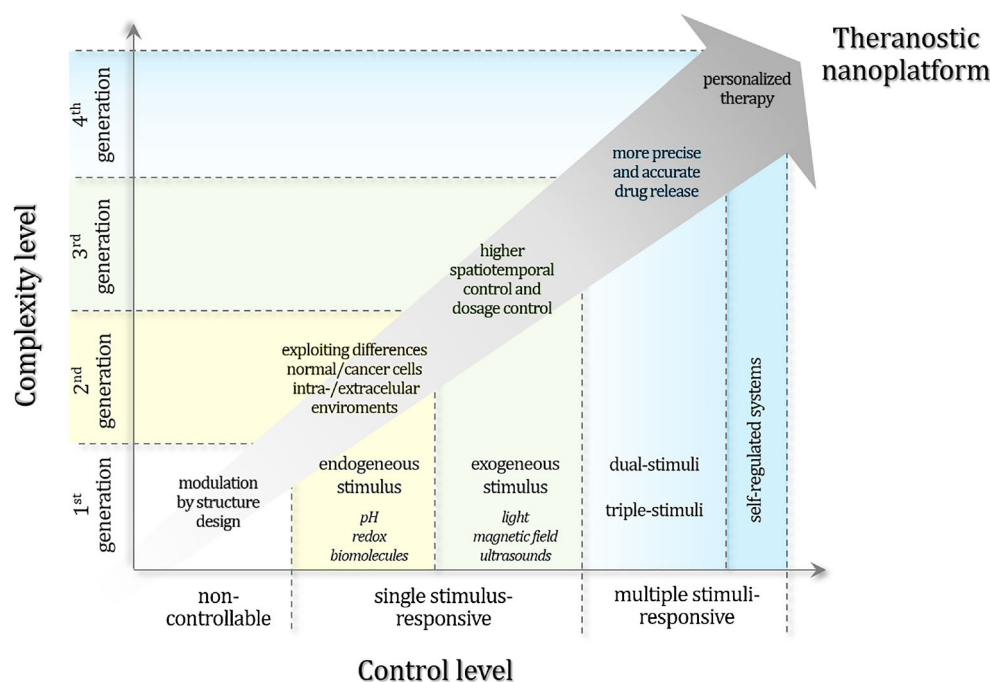 Theranostic
nanoplatform
personalized
therapy
more precise
and accurate
drug release
higher
spatiotemporal
control and
dosage control
exploiting differences
normal/cancer cells
intra-/extracelular
enviroments
modulation
by structure
design
Complexity level
4th
generation
3rd
generation
2nd
generation
1st
generation
endogeneous
stimulus
pH
redox
biomolecules
exogeneous
stimulus
light
magnetic field
ultrasounds
dual-stimuli
triple-stimuli
self-regulated systems
non-
controllable
single stimulus-
responsive
multiple stimuli-
responsive
Control level